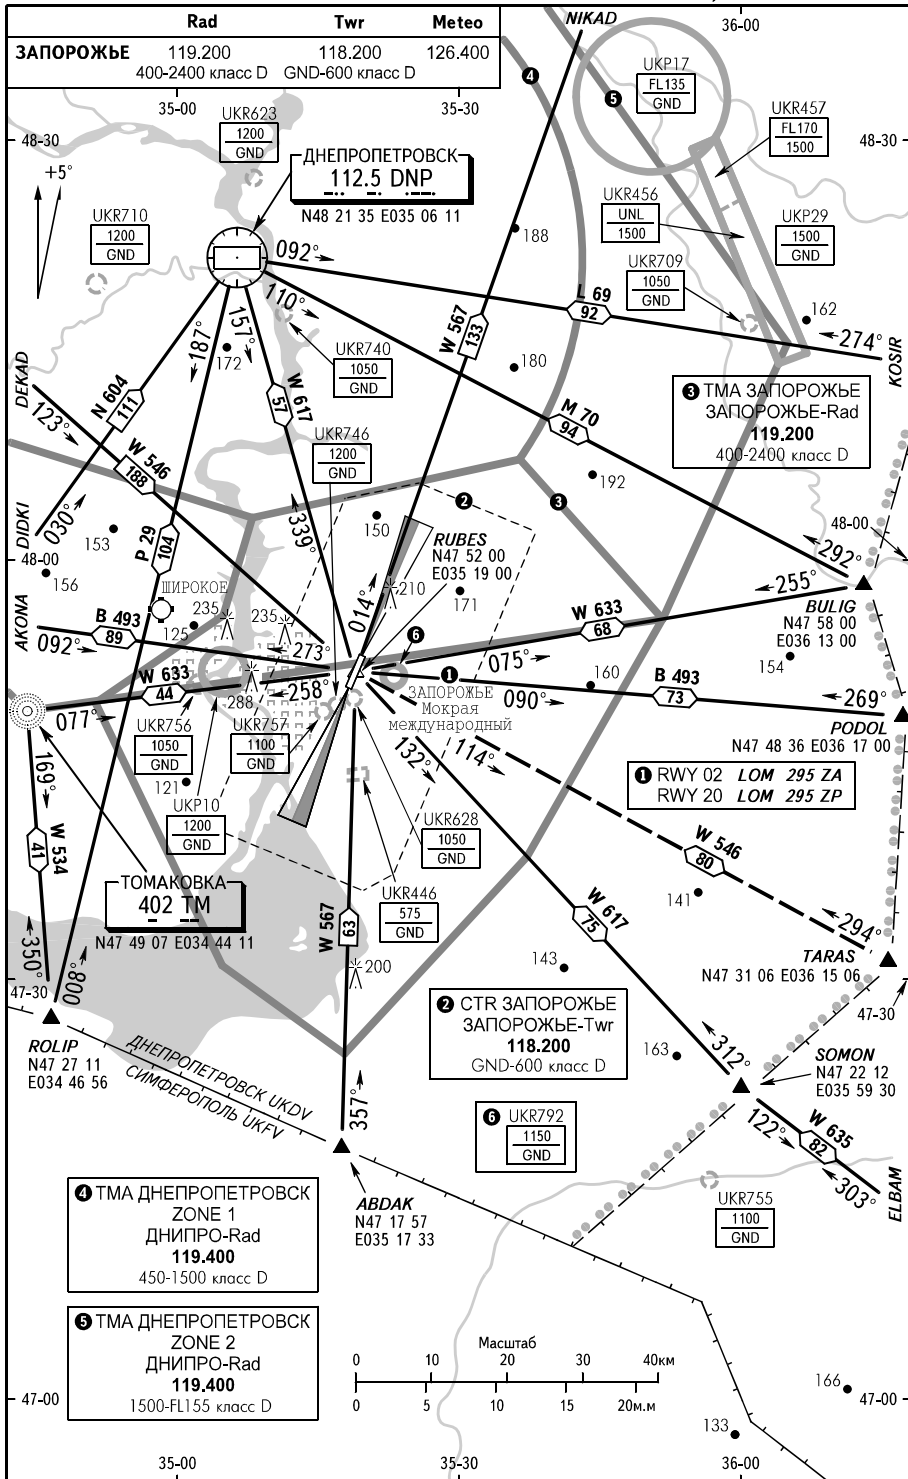 Rad Twr Meteo
ЗАПОРОЖЬЕ 119.200 118.200 126.400
400-2400 класс D GND-600 класс D
NIKAD
36-00
35-00
35-30
48-30
48-30
+5°
4
5
UKP17
FL135
GND
UKR623
1200
GND
UKR457
FL170
1500
ДНЕПРОПЕТРОВСК
112.5 DNP
N48 21 35 E035 06 11
UKR710
1200
GND
UKR456
UNL
1500
UKP29
1500
GND
188
092°
110°
187°
157°
UKR709
1050
GND
L 69
92
162
274°
KOSIR
W 567
133
172
UKR740
1050
GND
180
DEKAD
123°
N 604
111
W 617
57
M 70
94
3 ТМА ЗАПОРОЖЬЕ
ЗАПОРОЖЬЕ-Rad
119.200
400-2400 класс D
UKR746
1200
GND
W 546
188
192
2
3
150
DIDKI
030°
153
P 29
104
339°
RUBES
N47 52 00
E035 19 00
48-00
48-00
292°
156
014°
210
171
255°
BULIG
N47 58 00
E036 13 00
ШИРОКОЕ
235
235
125
AKONA
092°
B 493
89
273°
6
W 633
68
075°
154
W 633
44
077°
258°
288
1
ЗАПОРОЖЬЕ
Мокрая
международный
090°
160
B 493
73
269°
PODOL
N47 48 36 E036 17 00
UKR756
1050
GND
UKR757
1100
GND
132°
114°
169°
121
1 RWY 02 LOM 295 ZA
RWY 20 LOM 295 ZP
UKP10
1200
GND
UKR628
1050
GND
W 534
41
W 546
80
ТОМАКОВКА
402 TM
N47 49 07 E034 44 11
UKR446
575
GND
141
W 567
63
W 617
75
350°
008°
294°
TARAS
N47 31 06 E036 15 06
200
143
47-30
47-30
2 CTR ЗАПОРОЖЬЕ
ЗАПОРОЖЬЕ-Twr
118.200
GND-600 класс D
ROLIP
N47 27 11
E034 46 56
ДНЕПРОПЕТРОВСК UKDV
СИМФЕРОПОЛЬ UKFV
163
312°
SOMON
N47 22 12
E035 59 30
357°
6 UKR792
1150
GND
122°
W 635
82
303°
ELBAM
ABDAK
N47 17 57
E035 17 33
UKR755
1100
GND
4 ТМА ДНЕПРОПЕТРОВСК
ZONE 1
ДНИПРО-Rad
119.400
450-1500 класс D
5 ТМА ДНЕПРОПЕТРОВСК
ZONE 2
ДНИПРО-Rad
119.400
1500-FL155 класс D
Масштаб
0 10 20 30 40км
0 5 10 15 20м.м
166
133
47-00
47-00
35-00
35-30
36-00